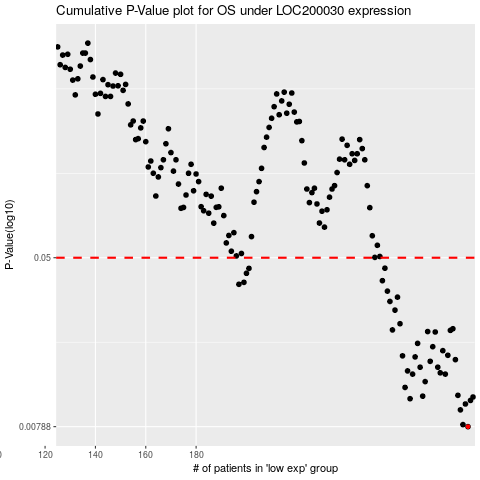 Cumulative P-Value plot for OS under LOC200030 expression
P-Value(log10)
0.05
0.00788
0 120 140 160 180
# of patients in 'low exp' group